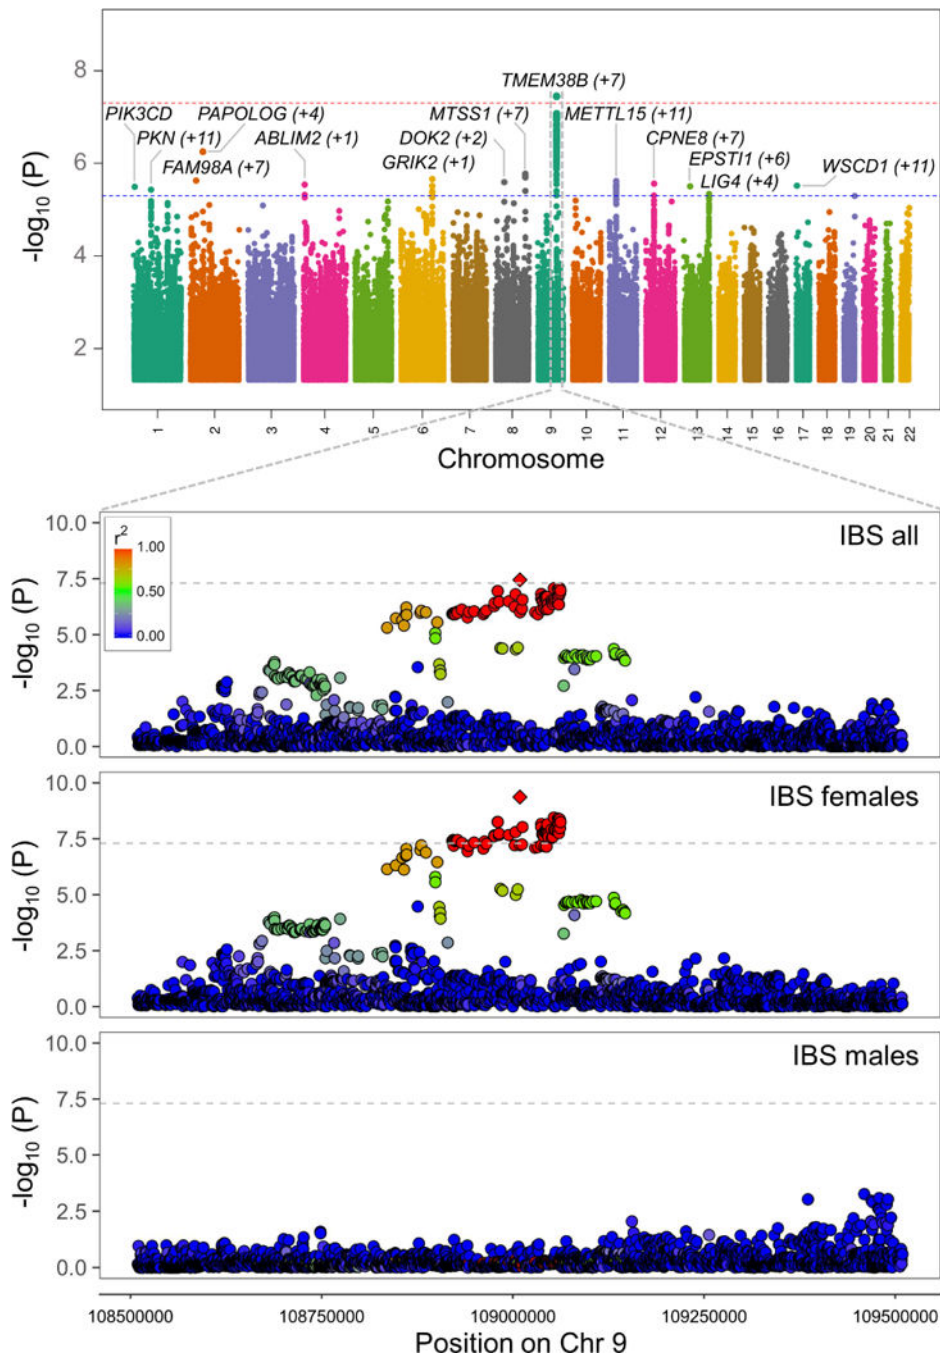 8
6
4
2
-log10 (P)
TMEM38B (+7)
PIK3CD
PAPOLOG (+4)
MTSS1 (+7)
METTL15 (+11)
PKN (+11)
ABLIM2 (+1)
DOK2 (+2)
CPNE8 (+7)
FAM98A (+7)
GRIK2 (+1)
EPSTI1 (+6)
WSCD1 (+11)
LIG4 (+4)
1 2 3 4 5 6 7 8 9 10 11 12 13 14 15 16 17 18 19 20 21 22
Chromosome
10.0
7.5
5.0
2.5
0.0
-log10 (P)
r2
1.00
0.50
0.00
IBS all
10.0
7.5
5.0
2.5
0.0
-log10 (P)
IBS females
10.0
7.5
5.0
2.5
0.0
-log10 (P)
IBS males
108500000 108750000 109000000 109250000 109500000
Position on Chr 9